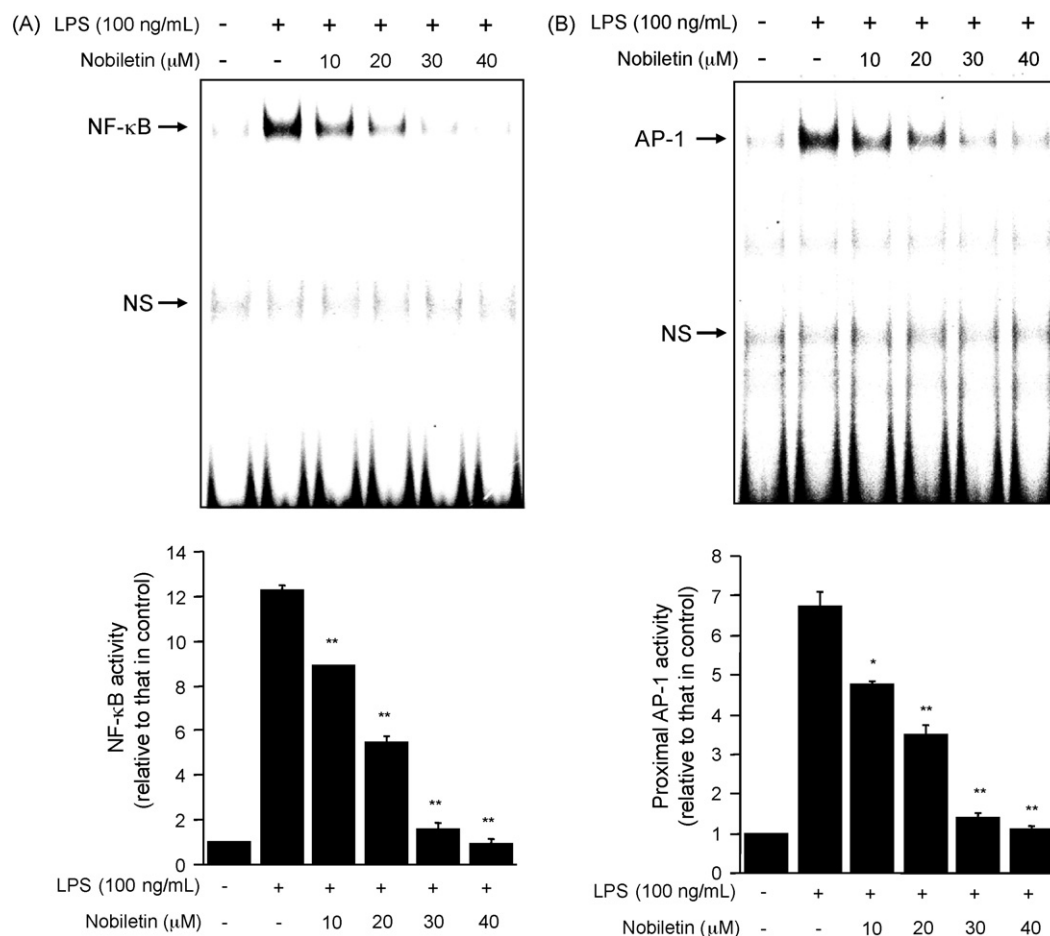 (A) LPS (100 ng/mL) - + + + + +
Nobiletin (μM) - - 10 20 30 40
NF-κB
NS
14
12
10
8
6
4
2
0
NF-κB activity
(relative to that in control)
**
**
**
**
LPS (100 ng/mL) - + + + + +
Nobiletin (μM) - - 10 20 30 40
(B) LPS (100 ng/mL) - + + + + +
Nobiletin (μM) - - 10 20 30 40
AP-1
NS
8
7
6
5
4
3
2
1
0
Proximal AP-1 activity
(relative to that in control)
*
**
**
**
LPS (100 ng/mL) - + + + + +
Nobiletin (μM) - - 10 20 30 40